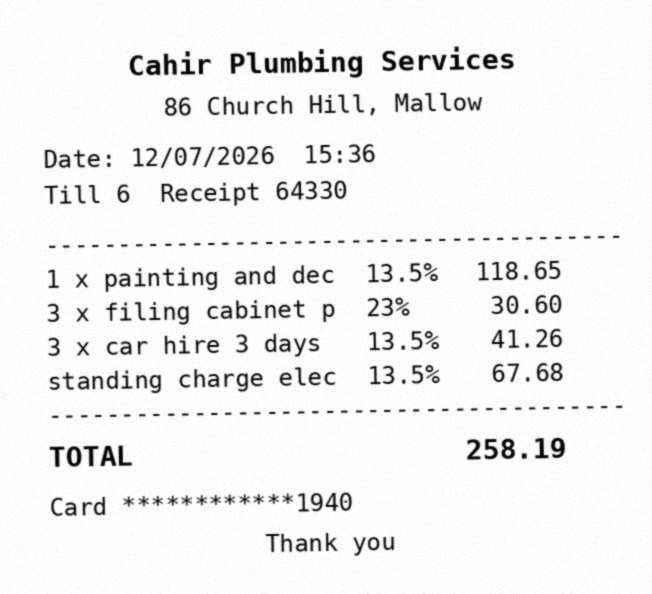 Cahir Plumbing Services
86 Church Hill, Mallow
Date: 12/07/2026 15:36
Till 6 Receipt 64330
----------------------------------------
1 x painting and dec 13.5% 118.65
3 x filing cabinet p 23% 30.60
3 x car hire 3 days 13.5% 41.26
standing charge elec 13.5% 67.68
----------------------------------------
TOTAL 258.19
Card ************1940
Thank you